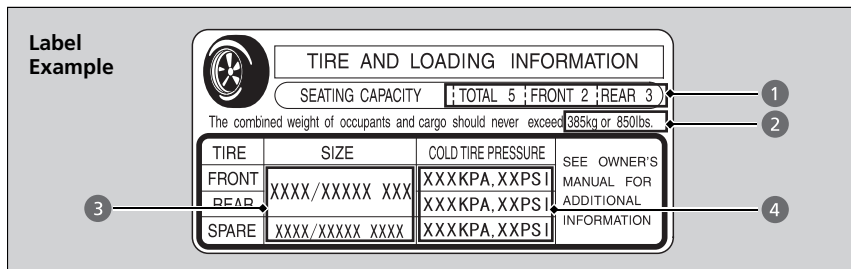 Label
Example
TIRE AND LOADING INFORMATION
SEATING CAPACITY TOTAL 5 FRONT 2 REAR 3
1
The combined weight of occupants and cargo should never exceed 385kg or 850lbs.
2
TIRE SIZE COLD TIRE PRESSURE
SEE OWNER'S
MANUAL FOR
ADDITIONAL
INFORMATION
FRONT XXXX/XXXXX XXX XXXKPA,XXPSI
REAR XXXKPA,XXPSI
SPARE XXXX/XXXXX XXXX XXXKPA,XXPSI
3
4